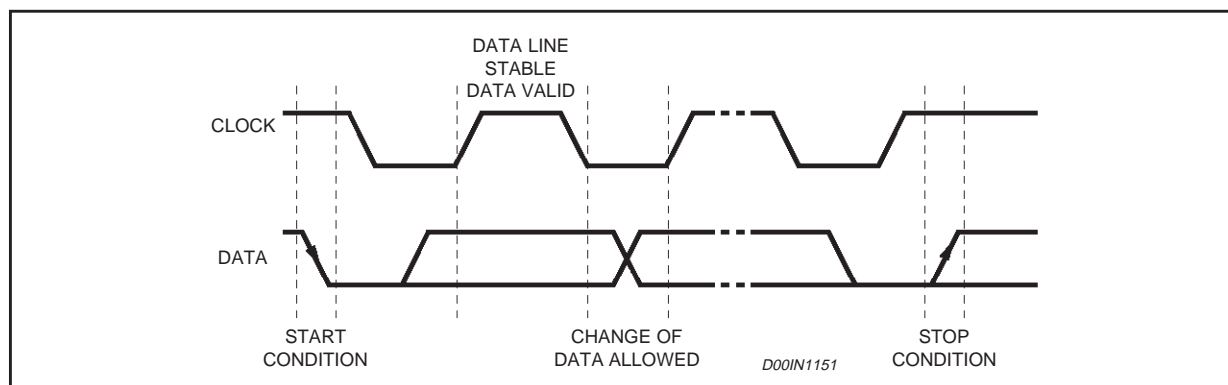 DATA LINE
STABLE
DATA VALID
CLOCK
DATA
START
CONDITION
CHANGE OF
DATA ALLOWED
D00IN1151
STOP
CONDITION